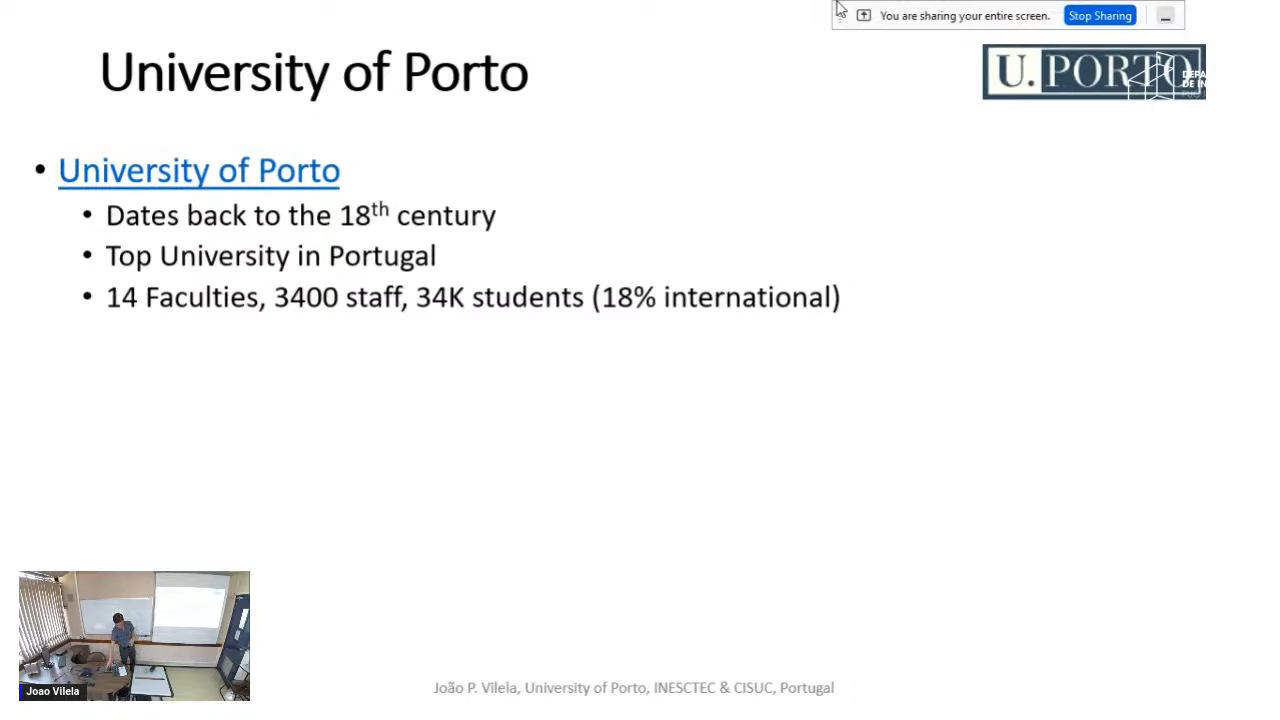 You are sharing your entire screen.
Stop Sharing
University of Porto
U. PORTO
• University of Porto
• Dates back to the 18th century
• Top University in Portugal
• 14 Faculties, 3400 staff, 34K students (18% international)
Joao Vilela
João P. Vilela, University of Porto, INESCTEC & CISUC, Portugal